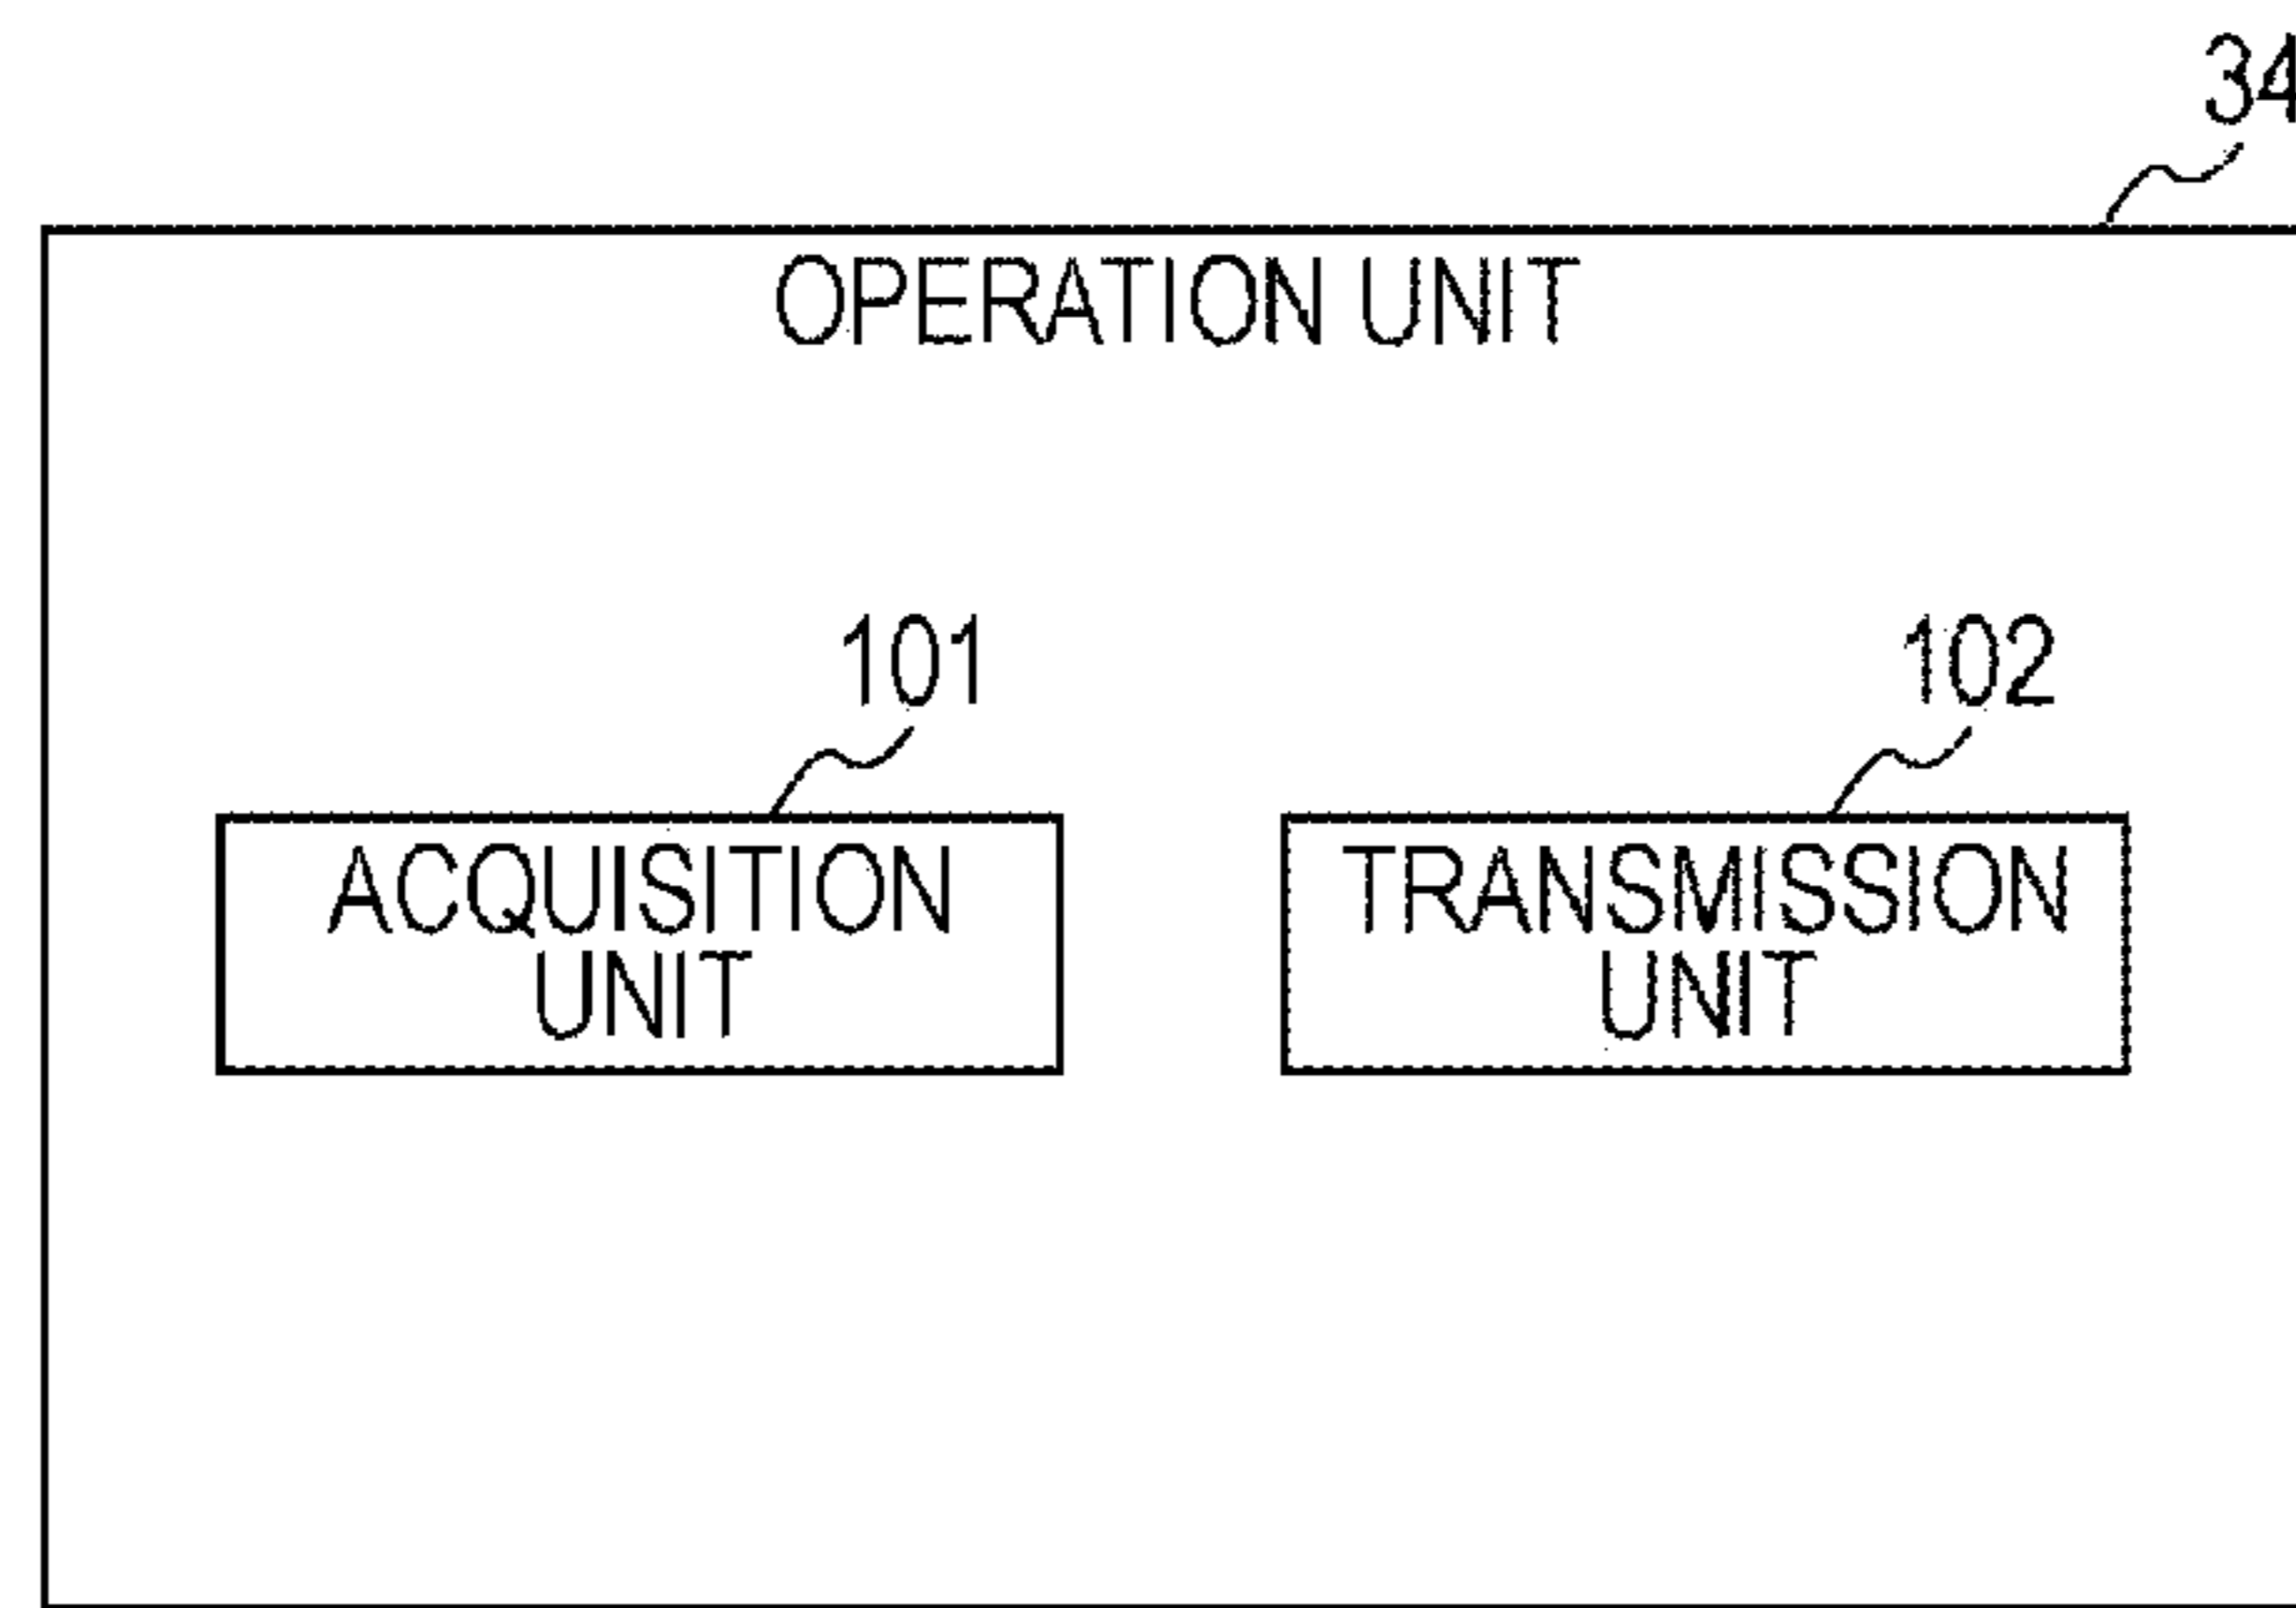 34
OPERATION UNIT
101
102
ACQUISITION
UNIT
TRANSMISSION
UNIT